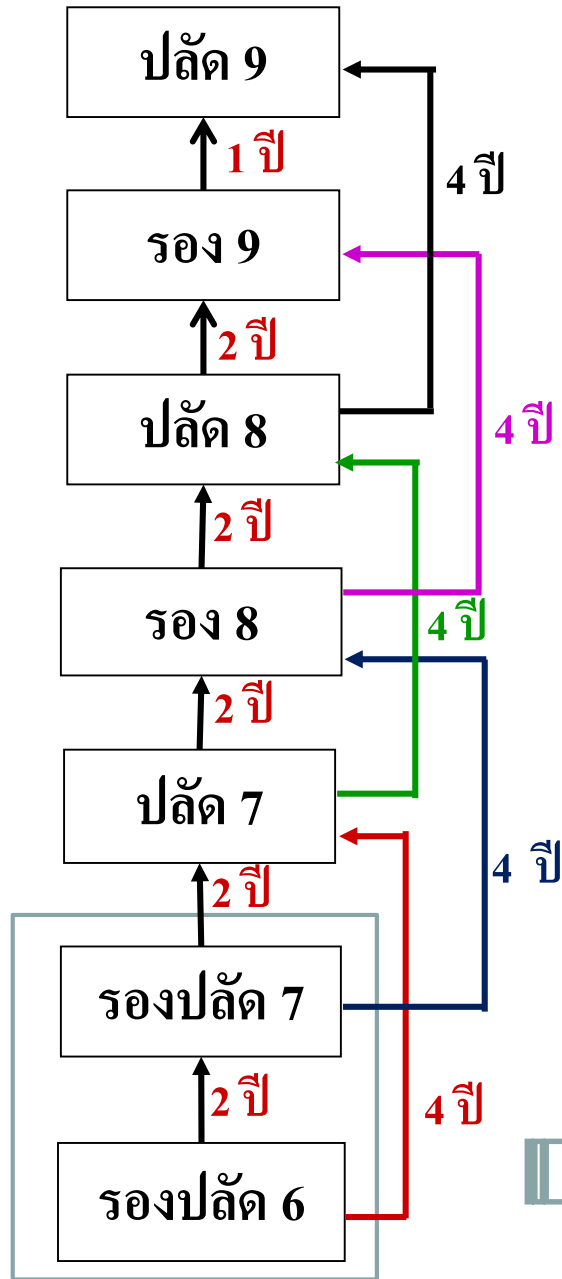 ปลัด 9
1 ปี
4 ปี
รอง 9
2 ปี
ปลัด 8
4 ปี
2 ปี
รอง 8
4 ปี
2 ปี
ปลัด 7
4 ปี
2 ปี
รองปลัด 7
2 ปี
4 ปี
รองปลัด 6